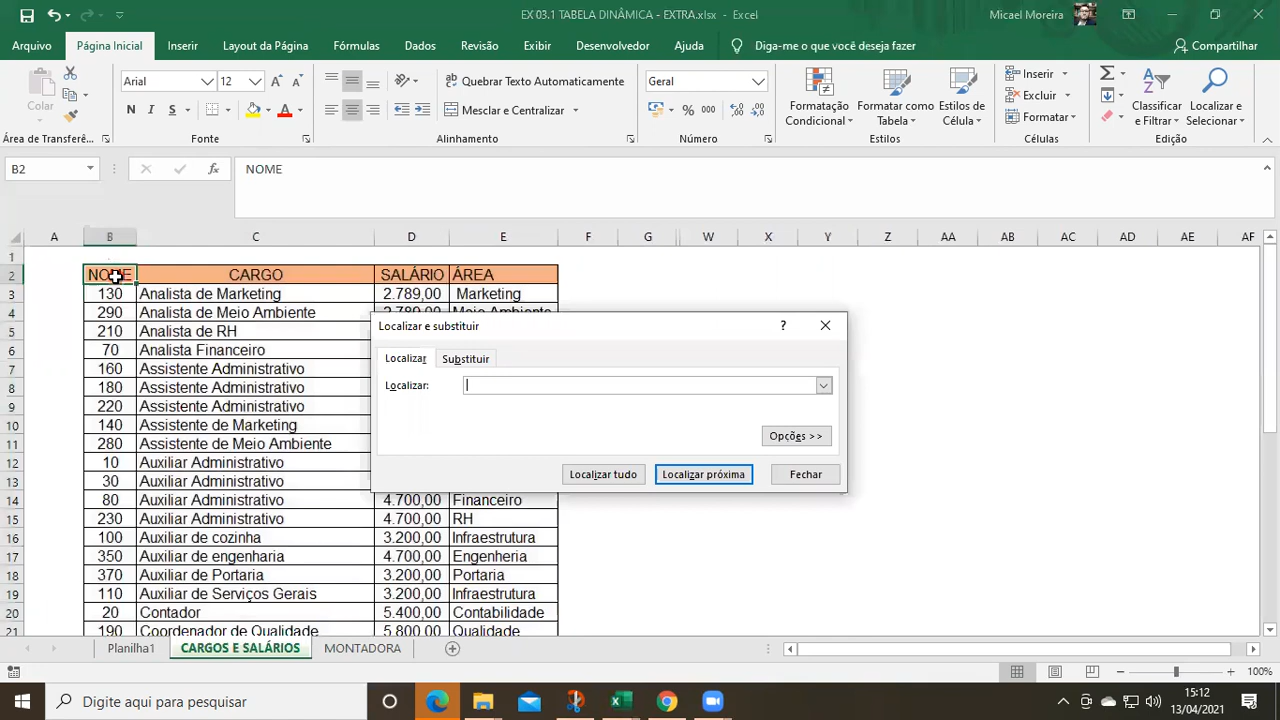 EX 03.1 TABELA DINÂMICA - EXTRA.xlsx - Excel
Micael Moreira
Arquivo Página Inicial Inserir Layout da Página Fórmulas Dados Revisão Exibir Desenvolvedor Ajuda Diga-me o que você deseja fazer Compartilhar
Colar
Arial 12
N I S
Quebrar Texto Automaticamente
Mesclar e Centralizar
Geral
% 000
Formatação Condicional
Formatar como Tabela
Estilos de Célula
Inserir
Excluir
Formatar
Classificar e Filtrar
Localizar e Selecionar
Área de Transferê... Fonte Alinhamento Número Estilos Células Edição
B2 fx NOME
A B C D E F G W X Y Z AA AB AC AD AE AF
1
2 NOME CARGO SALÁRIO ÁREA
3 130 Analista de Marketing 2.789,00 Marketing
4 290 Analista de Meio Ambiente 2.789,00 Meio Ambiente
5 210 Analista de RH
6 70 Analista Financeiro
7 160 Assistente Administrativo
8 180 Assistente Administrativo
9 220 Assistente Administrativo
10 140 Assistente de Marketing
11 280 Assistente de Meio Ambiente
12 10 Auxiliar Administrativo
13 30 Auxiliar Administrativo
14 80 Auxiliar Administrativo 4.700,00 Financeiro
15 230 Auxiliar Administrativo 4.700,00 RH
16 100 Auxiliar de cozinha 3.200,00 Infraestrutura
17 350 Auxiliar de engenharia 4.700,00 Engenheria
18 370 Auxiliar de Portaria 3.200,00 Portaria
19 110 Auxiliar de Serviços Gerais 3.200,00 Infraestrutura
20 20 Contador 5.400,00 Contabilidade
21 190 Coordenador de Qualidade 5.800,00 Qualidade
Localizar e substituir ?
Localizar Substituir
Localizar:
Opções >>
Localizar tudo Localizar próxima Fechar
Planilha1 CARGOS E SALÁRIOS MONTADORA
100%
Digite aqui para pesquisar
15:12
13/04/2021